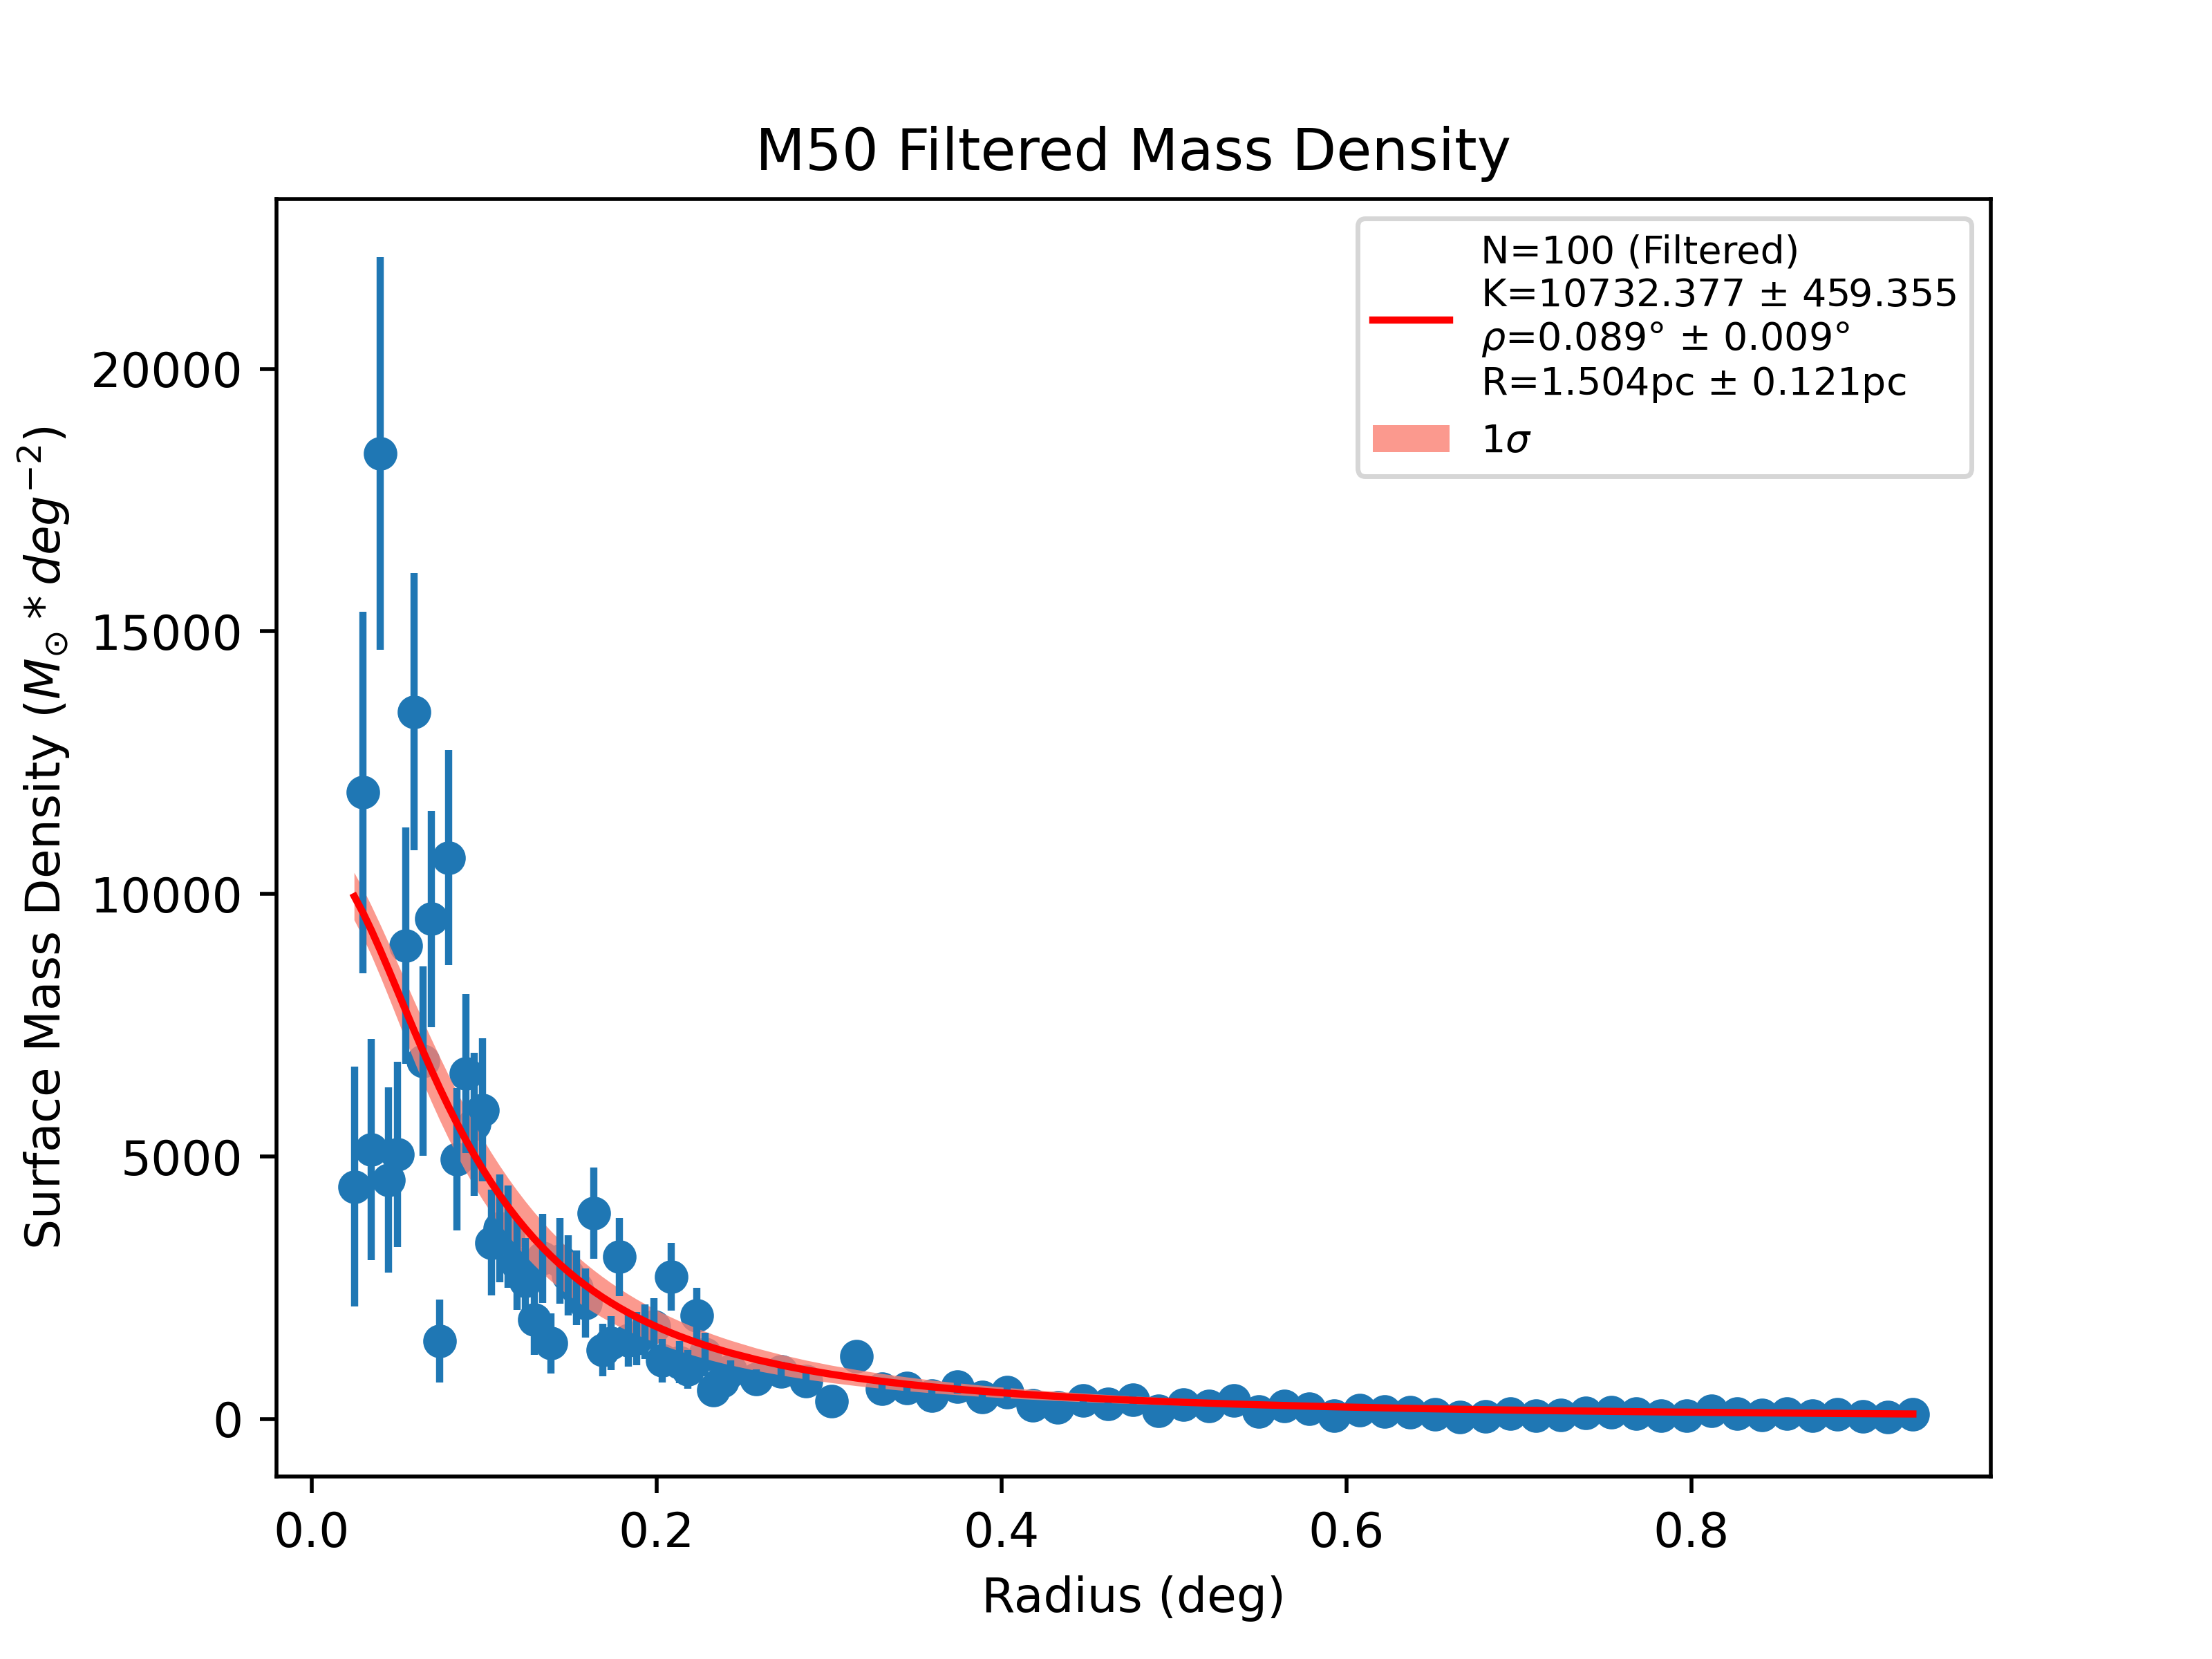 M50 Filtered Mass Density
N=100 (Filtered)
K=10732.377 ± 459.355
ρ=0.089° ± 0.009°
R=1.504pc ± 0.121pc
1σ
Surface Mass Density (M⊙ * deg⁻²)
20000
15000
10000
5000
0
0.0 0.2 0.4 0.6 0.8
Radius (deg)